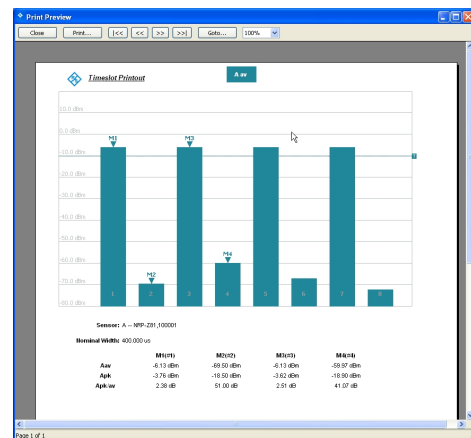 Print Preview
Close Print... |<< << >> >>| Goto... 100%
Timeslot Printout
A av
10.0 dBm
0.0 dBm
M1 M3
-10.0 dBm
-20.0 dBm
-30.0 dBm
-40.0 dBm
-50.0 dBm
M4
-60.0 dBm
M2
-70.0 dBm
1 2 3 4 5 6 7 8
-80.0 dBm
Sensor: A -- NRP-Z81,100001
Nominal Width: 400.000 us
M1(#1) M2(#2) M3(#3) M4(#4)
Aav -6.13 dBm -69.50 dBm -6.13 dBm -59.97 dBm
Apk -3.76 dBm -18.50 dBm -3.62 dBm -18.90 dBm
Apk/av 2.38 dB 51.00 dB 2.51 dB 41.07 dB
Page 1 of 1